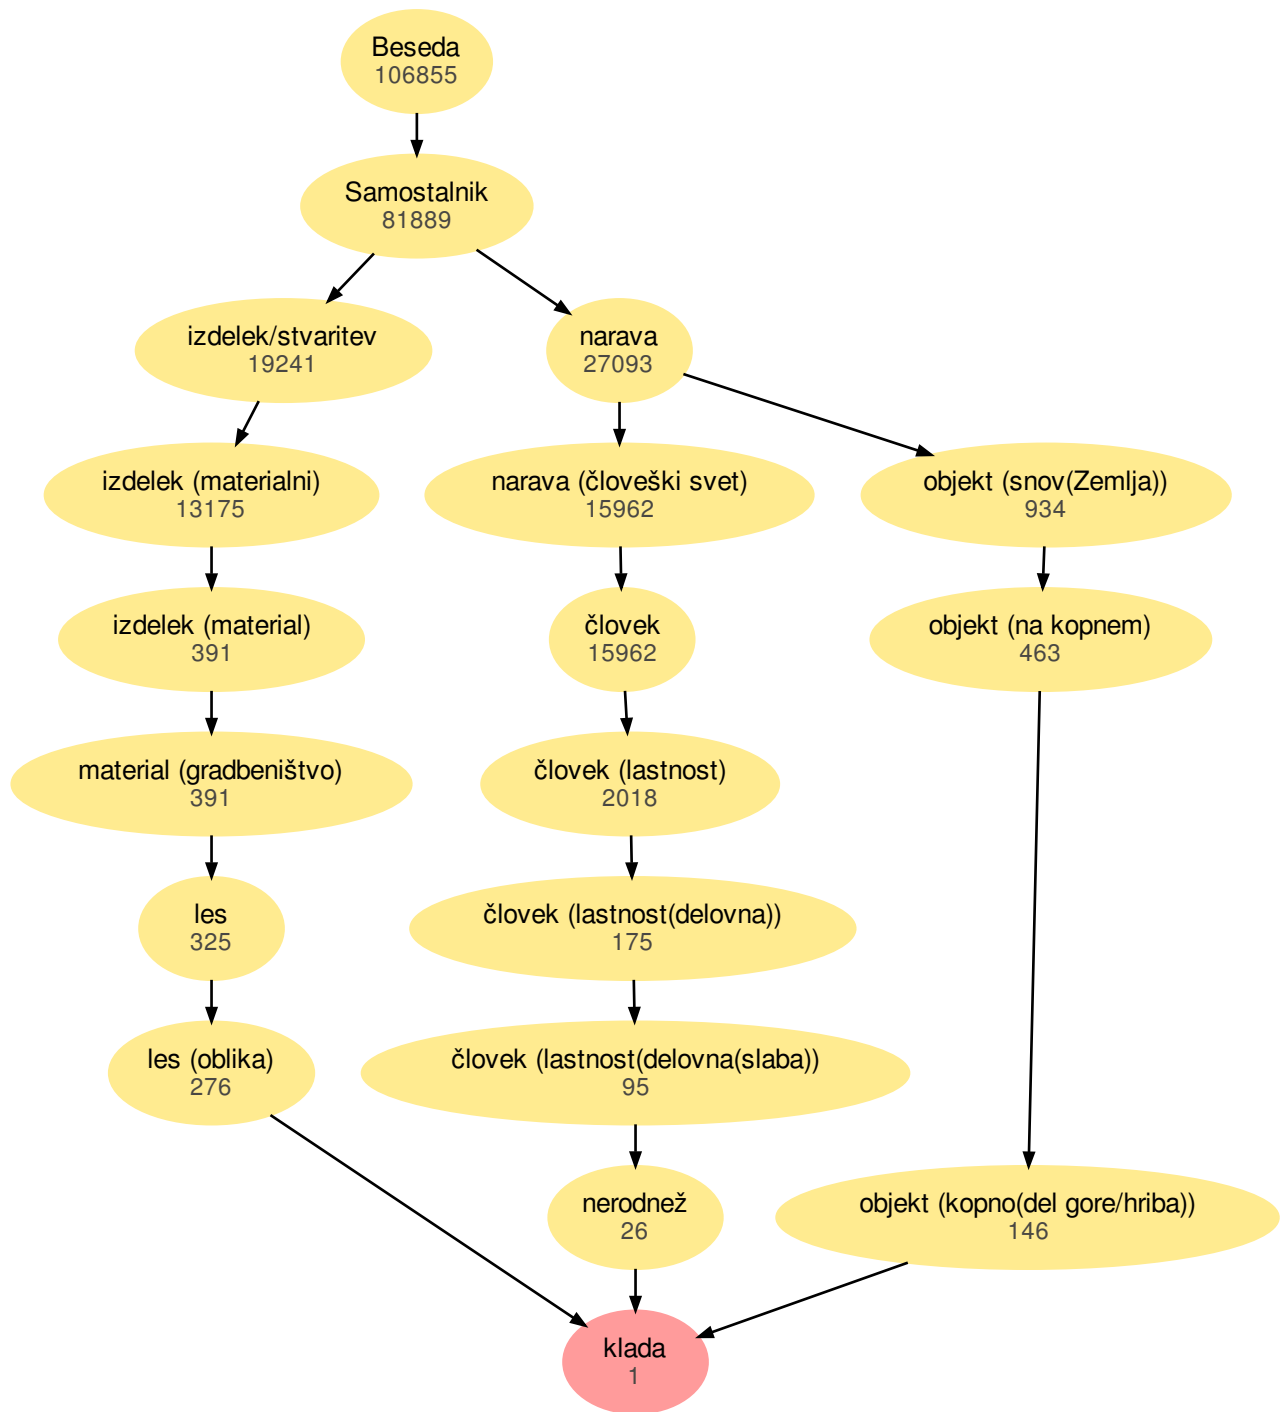 Beseda
106855
Samostalnik
81889
izdelek/stvaritev
19241
narava
27093
izdelek (materialni)
13175
narava (človeški svet)
15962
objekt (snov(Zemlja))
934
izdelek (material)
391
človek
15962
objekt (na kopnem)
463
material (gradbeništvo)
391
človek (lastnost)
2018
les
325
človek (lastnost(delovna))
175
les (oblika)
276
človek (lastnost(delovna(slaba))
95
nerodnež
26
objekt (kopno(del gore/hriba))
146
klada
1